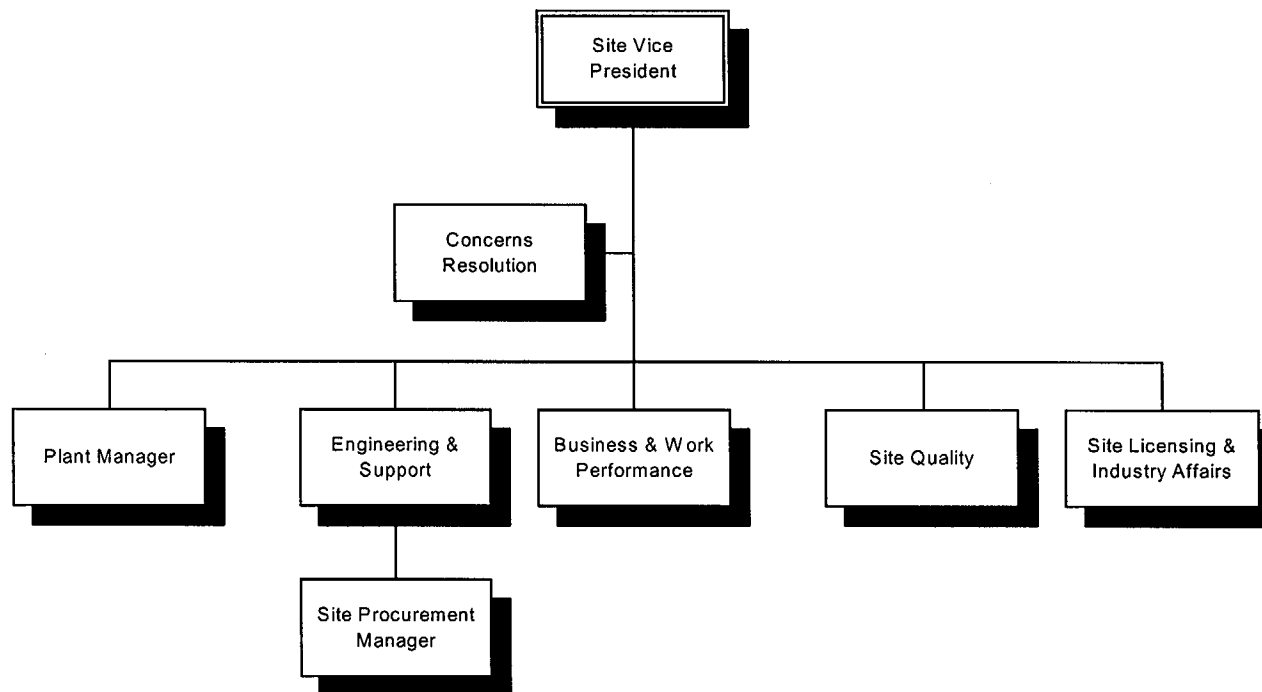 Site Vice
President
Concerns
Resolution
Plant Manager
Engineering &
Support
Business & Work
Performance
Site Quality
Site Licensing &
Industry Affairs
Site Procurement
Manager